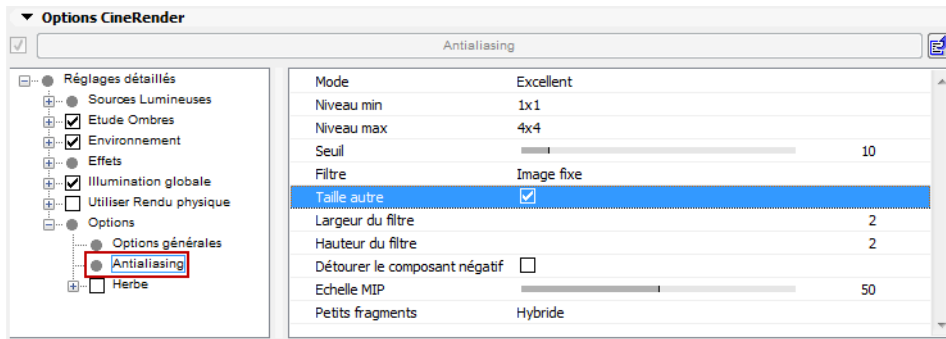 Options CineRender
Antialiasing
Réglages détaillés
Sources Lumineuses
Etude Ombres
Environnement
Effets
Illumination globale
Utiliser Rendu physique
Options
Options générales
Antialiasing
Herbe
Mode Excellent
Niveau min 1x1
Niveau max 4x4
Seuil 10
Filtre Image fixe
Taille autre
Largeur du filtre 2
Hauteur du filtre 2
Détourer le composant négatif
Echelle MIP 50
Petits fragments Hybride